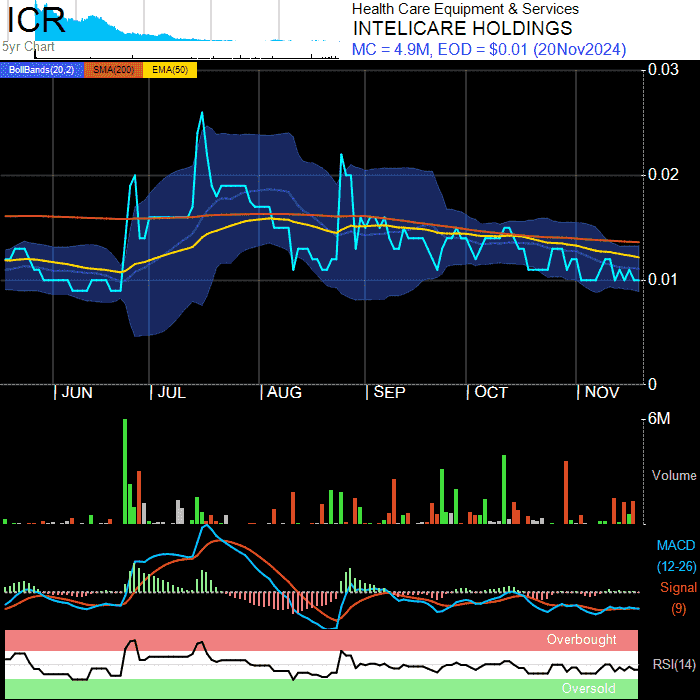 ICR
5yr Chart
Health Care Equipment & Services
INTELICARE HOLDINGS
MC = 4.9M, EOD = $0.01 (20Nov2024)
BollBands(20,2) SMA(200) EMA(50)
0.03
0.02
0.01
0
JUN JUL AUG SEP OCT NOV
6M
Volume
MACD
(12-26)
Signal
(9)
Overbought
RSI(14)
Oversold